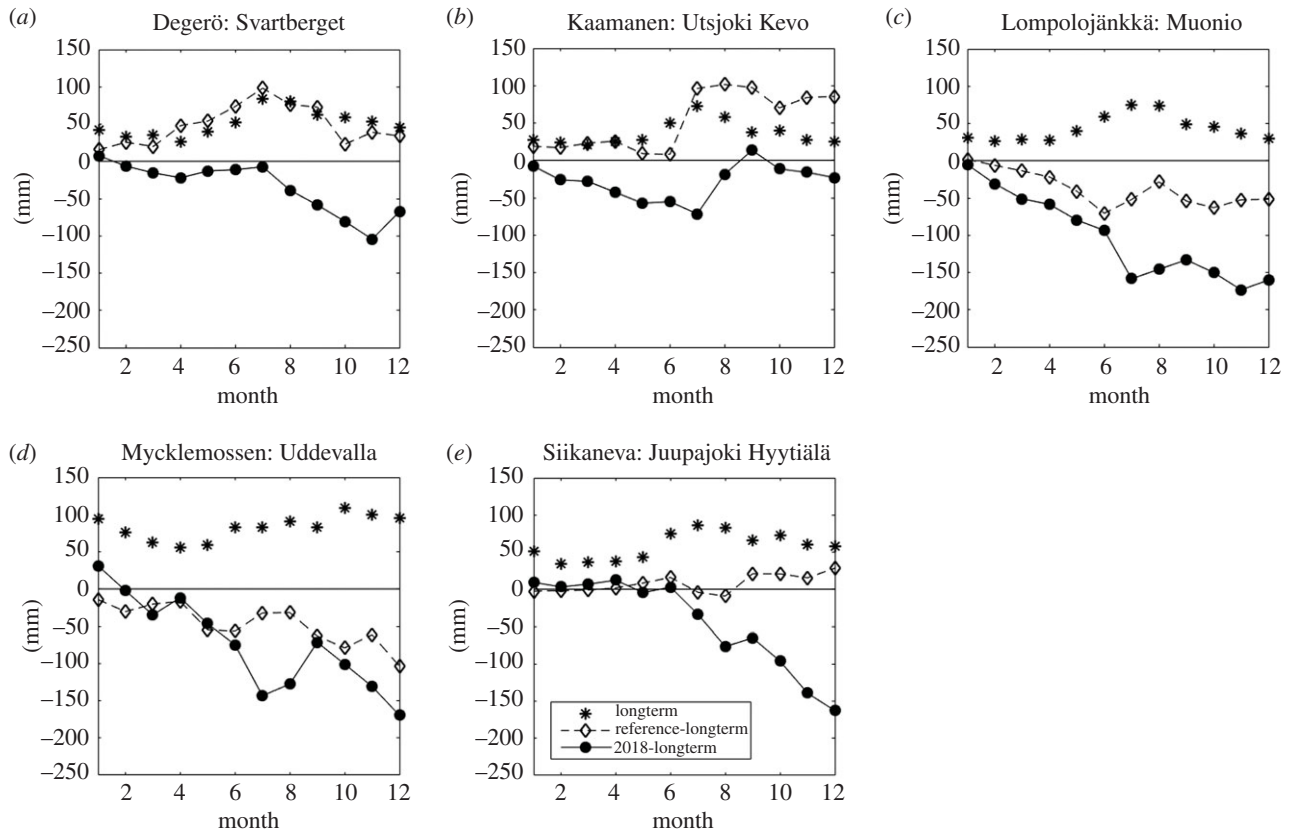 (a) Degerö: Svartberget
150
100
50
0
–50
–100
–150
–200
–250
(mm)
2 4 6 8 10 12
month
(b) Kaamanen: Utsjoki Kevo
150
100
50
0
–50
–100
–150
–200
–250
(mm)
2 4 6 8 10 12
month
(c) Lompolojänkkä: Muonio
150
100
50
0
–50
–100
–150
–200
–250
(mm)
2 4 6 8 10 12
month
(d) Mycklemossen: Uddevalla
150
100
50
0
–50
–100
–150
–200
–250
(mm)
2 4 6 8 10 12
month
(e) Siikaneva: Juupajoki Hyytiälä
150
100
50
0
–50
–100
–150
–200
–250
(mm)
longterm
reference-longterm
2018-longterm
2 4 6 8 10 12
month